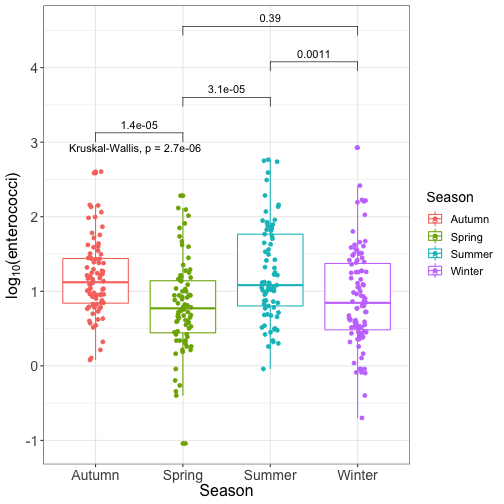 0.39
0.0011
3.1e-05
1.4e-05
Kruskal-Wallis, p = 2.7e-06
4
3
2
1
0
-1
log10(enterococci)
Autumn Spring Summer Winter
Season
Season
Autumn
Spring
Summer
Winter